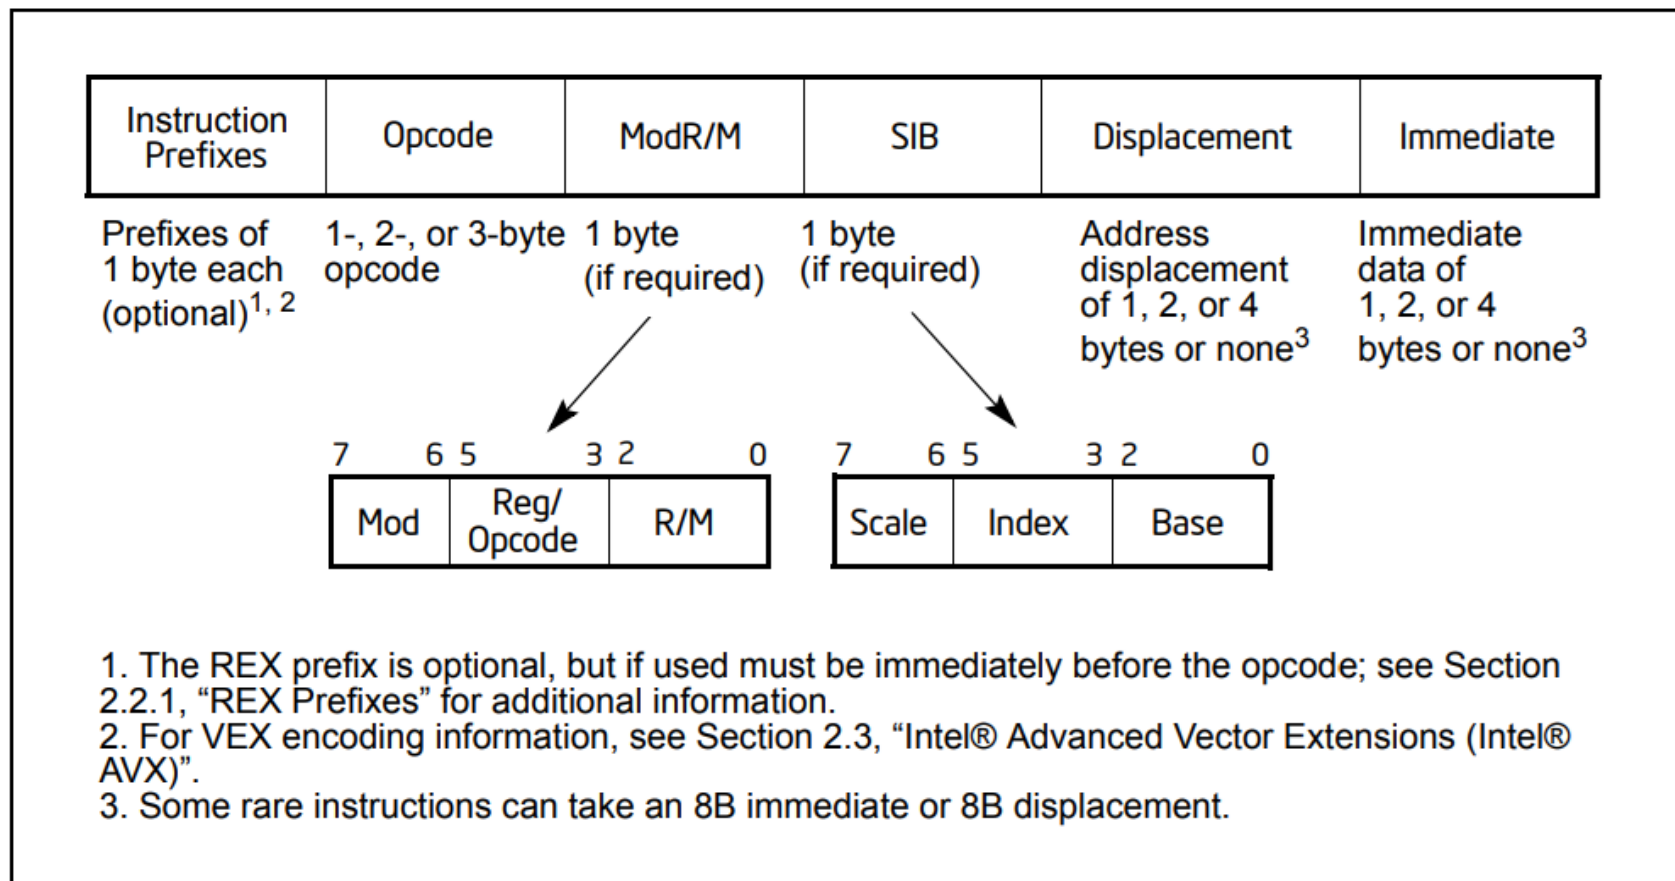 Instruction Prefixes
Opcode
ModR/M
SIB
Displacement
Immediate
Prefixes of
1 byte each
(optional)1, 2
1-, 2-, or 3-byte
opcode
1 byte
(if required)
1 byte
(if required)
Address
displacement
of 1, 2, or 4
bytes or none3
Immediate
data of
1, 2, or 4
bytes or none3
7 6 5 3 2 0
Mod
Reg/
Opcode
R/M
7 6 5 3 2 0
Scale
Index
Base
1. The REX prefix is optional, but if used must be immediately before the opcode; see Section
2.2.1, “REX Prefixes” for additional information.
2. For VEX encoding information, see Section 2.3, “Intel® Advanced Vector Extensions (Intel®
AVX)”.
3. Some rare instructions can take an 8B immediate or 8B displacement.